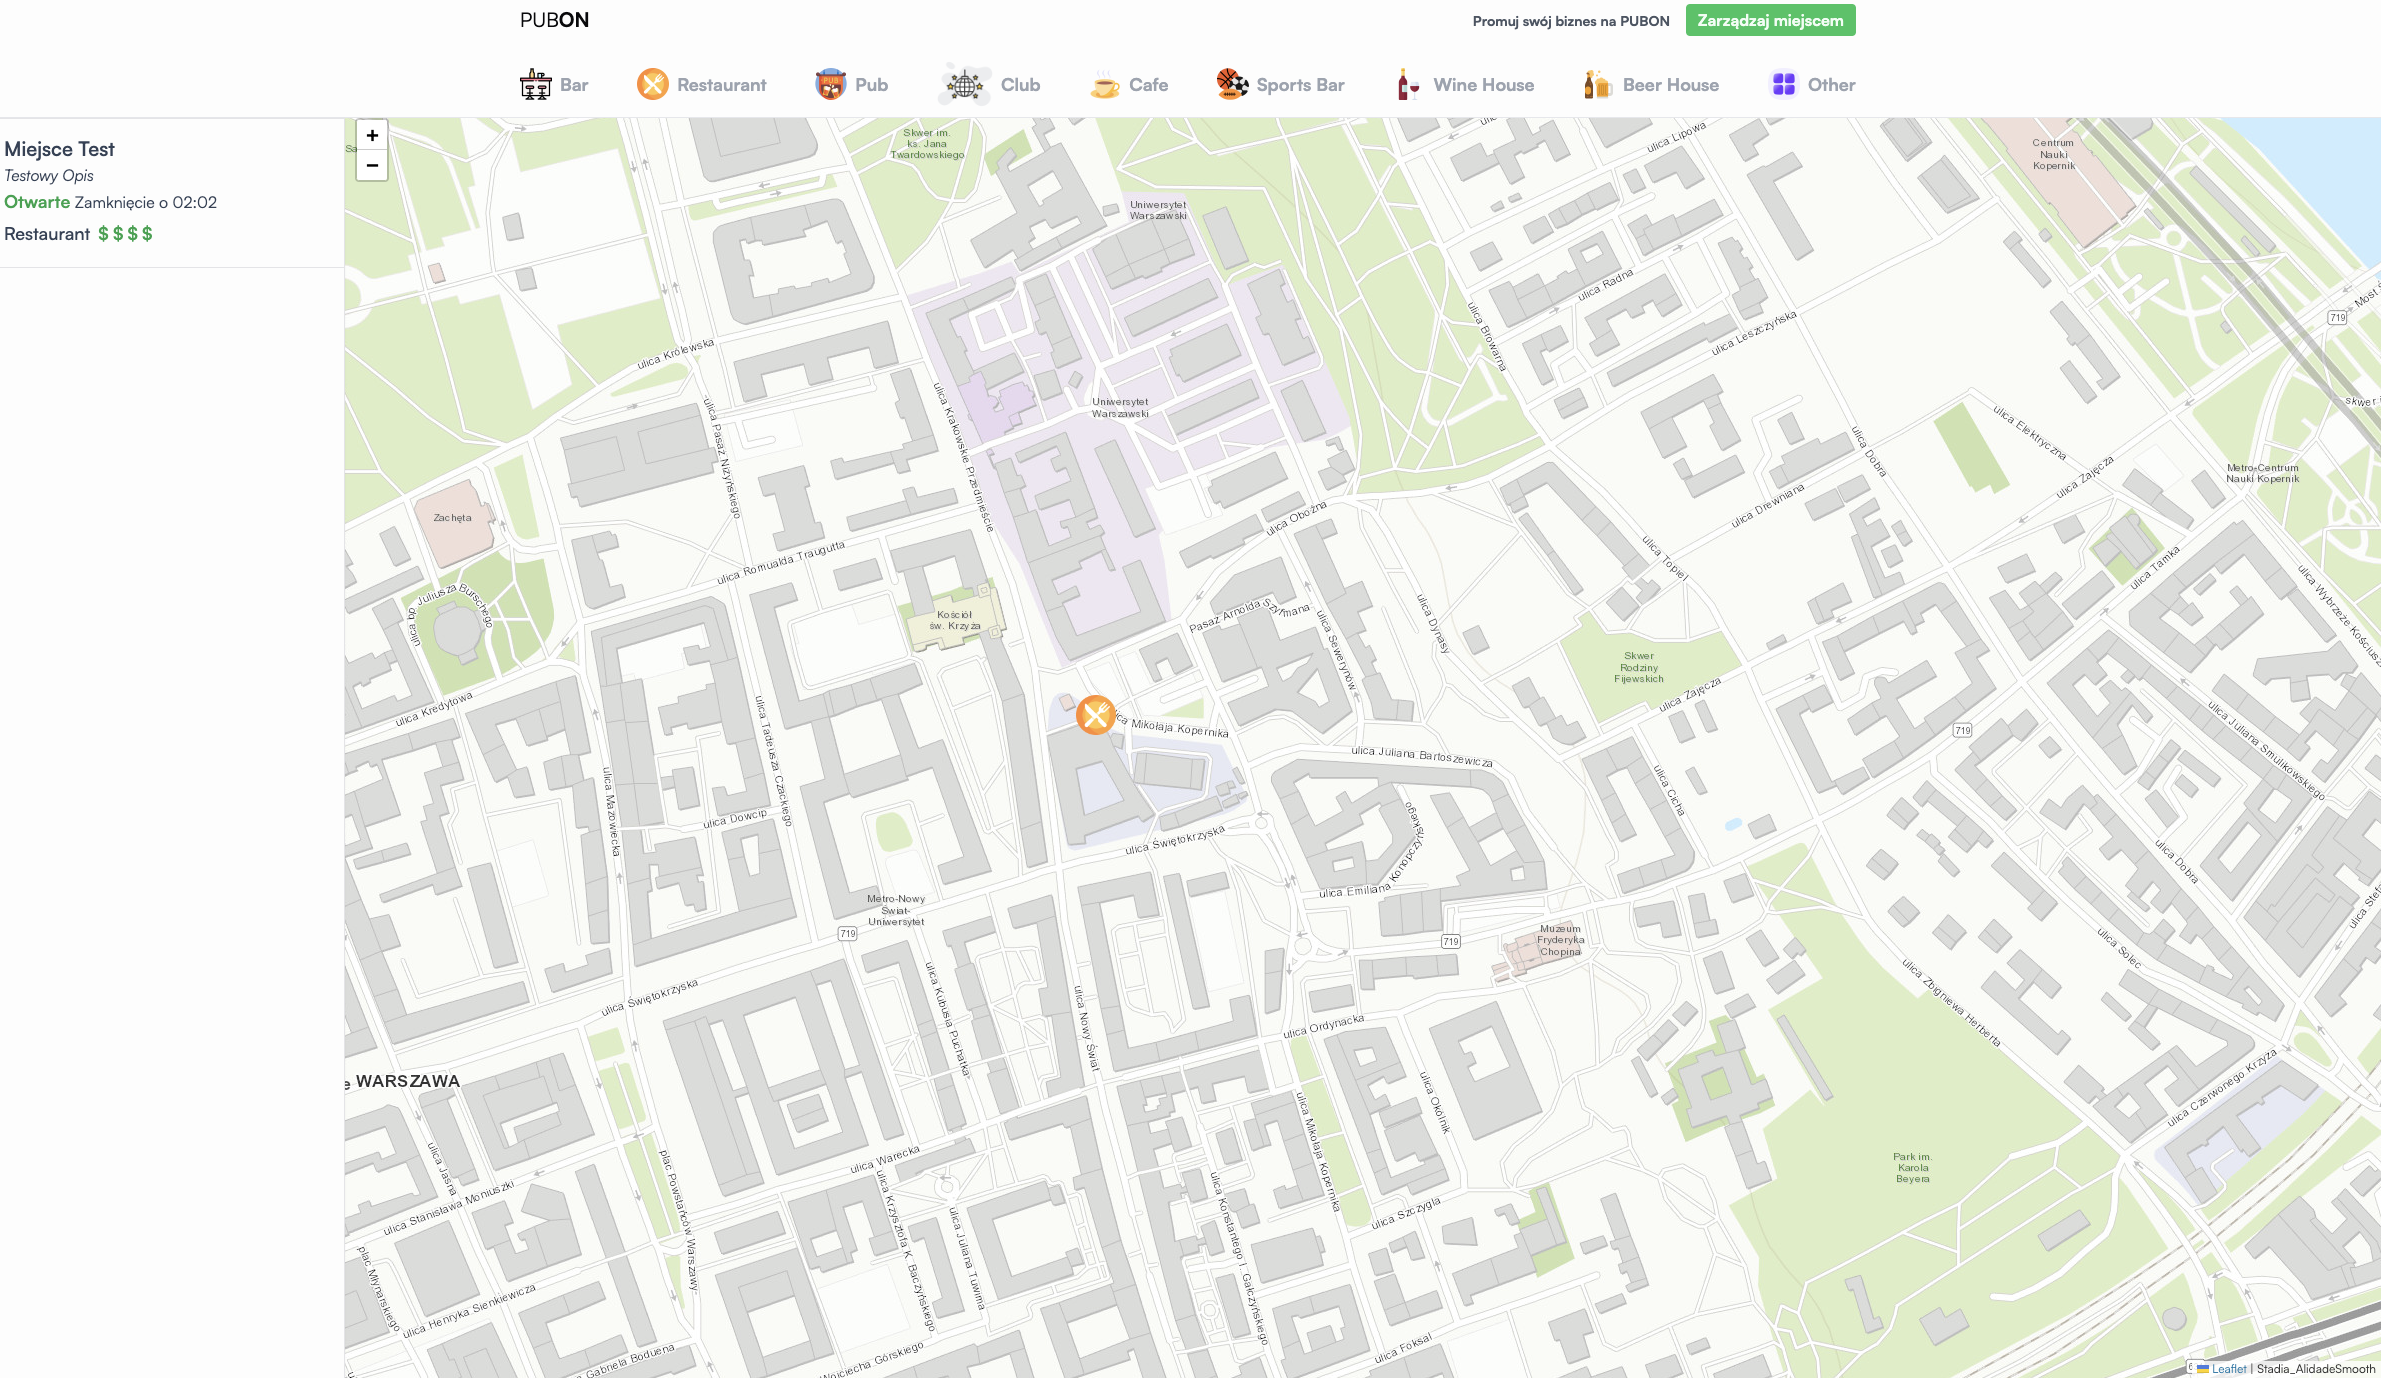 PUBON
Promuj swój biznes na PUBON
Zarządzaj miejscem
Bar
Restaurant
Pub
Club
Cafe
Sports Bar
Wine House
Beer House
Other
Miejsce Test
Testowy Opis
Otwarte Zamknięcie o 02:02
Restaurant $ $ $ $
+
−
Skwer im.
ks. Jana
Twardowskiego
Uniwersytet
Warszawski
ulica Lipowa
Centrum
Nauki
Kopernik
ulica Królewska
ulica Radna
ulica Browarna
ulica Leszczyńska
719
ulica Pasaż Niżyńskiego
ulica Krakowskie Przedmieście
Uniwersytet
Warszawski
ulica Elektryczna
ulica Dobra
ulica Zajęcza
Metro-Centrum
Nauki Kopernik
Zachęta
ulica Oboźna
ulica Drewniana
ulica Romualda Traugutta
ulica Topiel
ulica Tamka
ulica bp. Juliusza Burschego
Kościół
św. Krzyża
Pasaż Arnolda Szyfmana
ulica Sewerynów
ulica Dynasy
Skwer
Rodziny
Fijewskich
ulica Zajęcza
ulica Kredytowa
Mikołaja Kopernika
ulica Juliana Bartoszewicza
719
ulica Juliana Smulikowskiego
ulica Tadeusza Czackiego
ulica Mazowiecka
ulica Dowcip
ulica Cicha
ulica Świętokrzyska
ulica Emiliana Konopczyńskiego
ulica Dobra
Metro-Nowy
Świat-
Uniwersytet
719
719
Muzeum
Fryderyka
Chopina
ulica Solec
ulica Świętokrzyska
ulica Kubusia Puchatka
ulica Nowy Świat
ulica Ordynacka
ulica Zbigniewa Herberta
WARSZAWA
ulica Okólnik
ulica Mikołaja Kopernika
ulica Czerwonego Krzyża
ulica Jasna
ulica Stanisława Moniuszki
plac Powstańców Warszawy
ulica Warecka
ulica Krzysztofa K. Baczyńskiego
ulica Juliana Tuwima
ulica Konstantego I. Gałczyńskiego
ulica Szczygla
Park im.
Karola
Beyera
plac Młynarskiego
ulica Henryka Sienkiewicza
Gabriela Boduena
Wojciecha Górskiego
ulica Foksal
Leaflet | Stadia_AlidadeSmooth